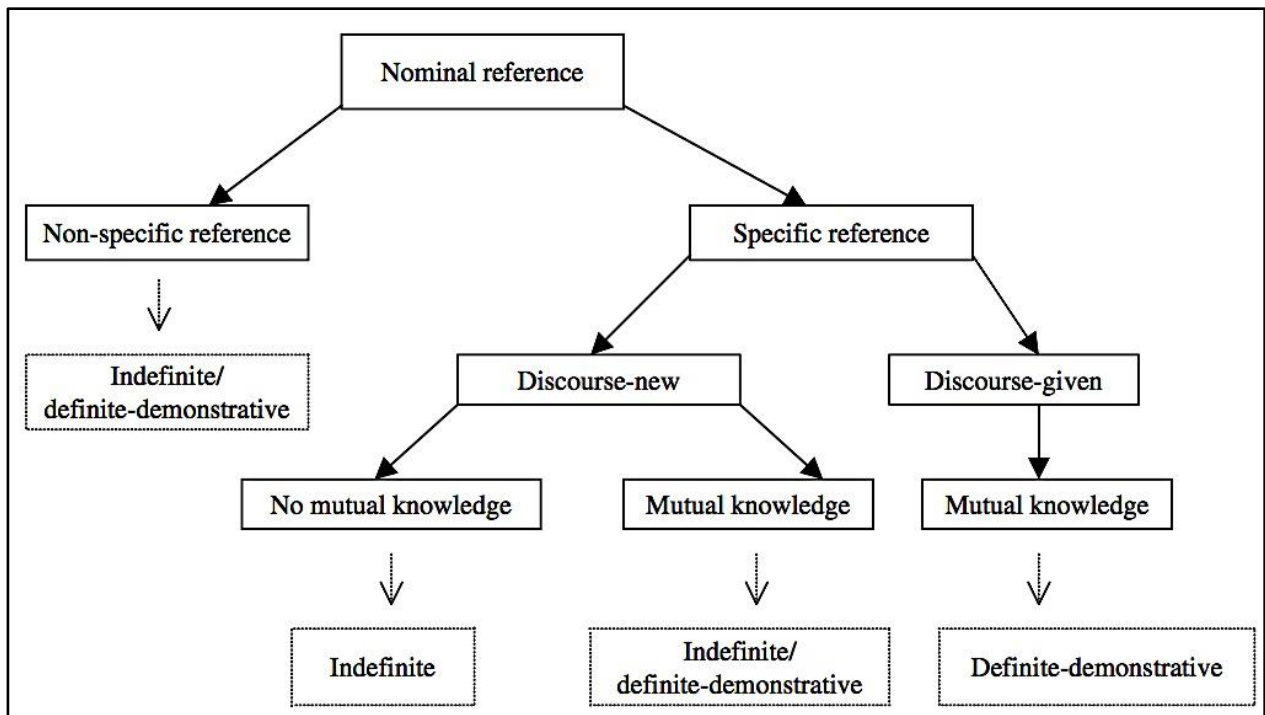 Nominal reference
Non-specific reference
Specific reference
Indefinite/
definite-demonstrative
Discourse-new
Discourse-given
No mutual knowledge
Mutual knowledge
Mutual knowledge
Indefinite
Indefinite/
definite-demonstrative
Definite-demonstrative